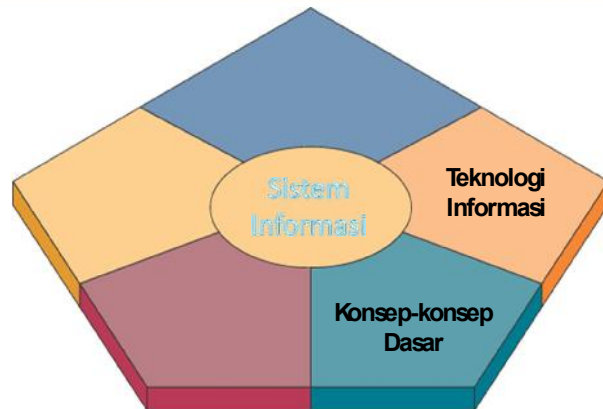 Sistem
Informasi
Teknologi
Informasi
Konsep-konsep
Dasar